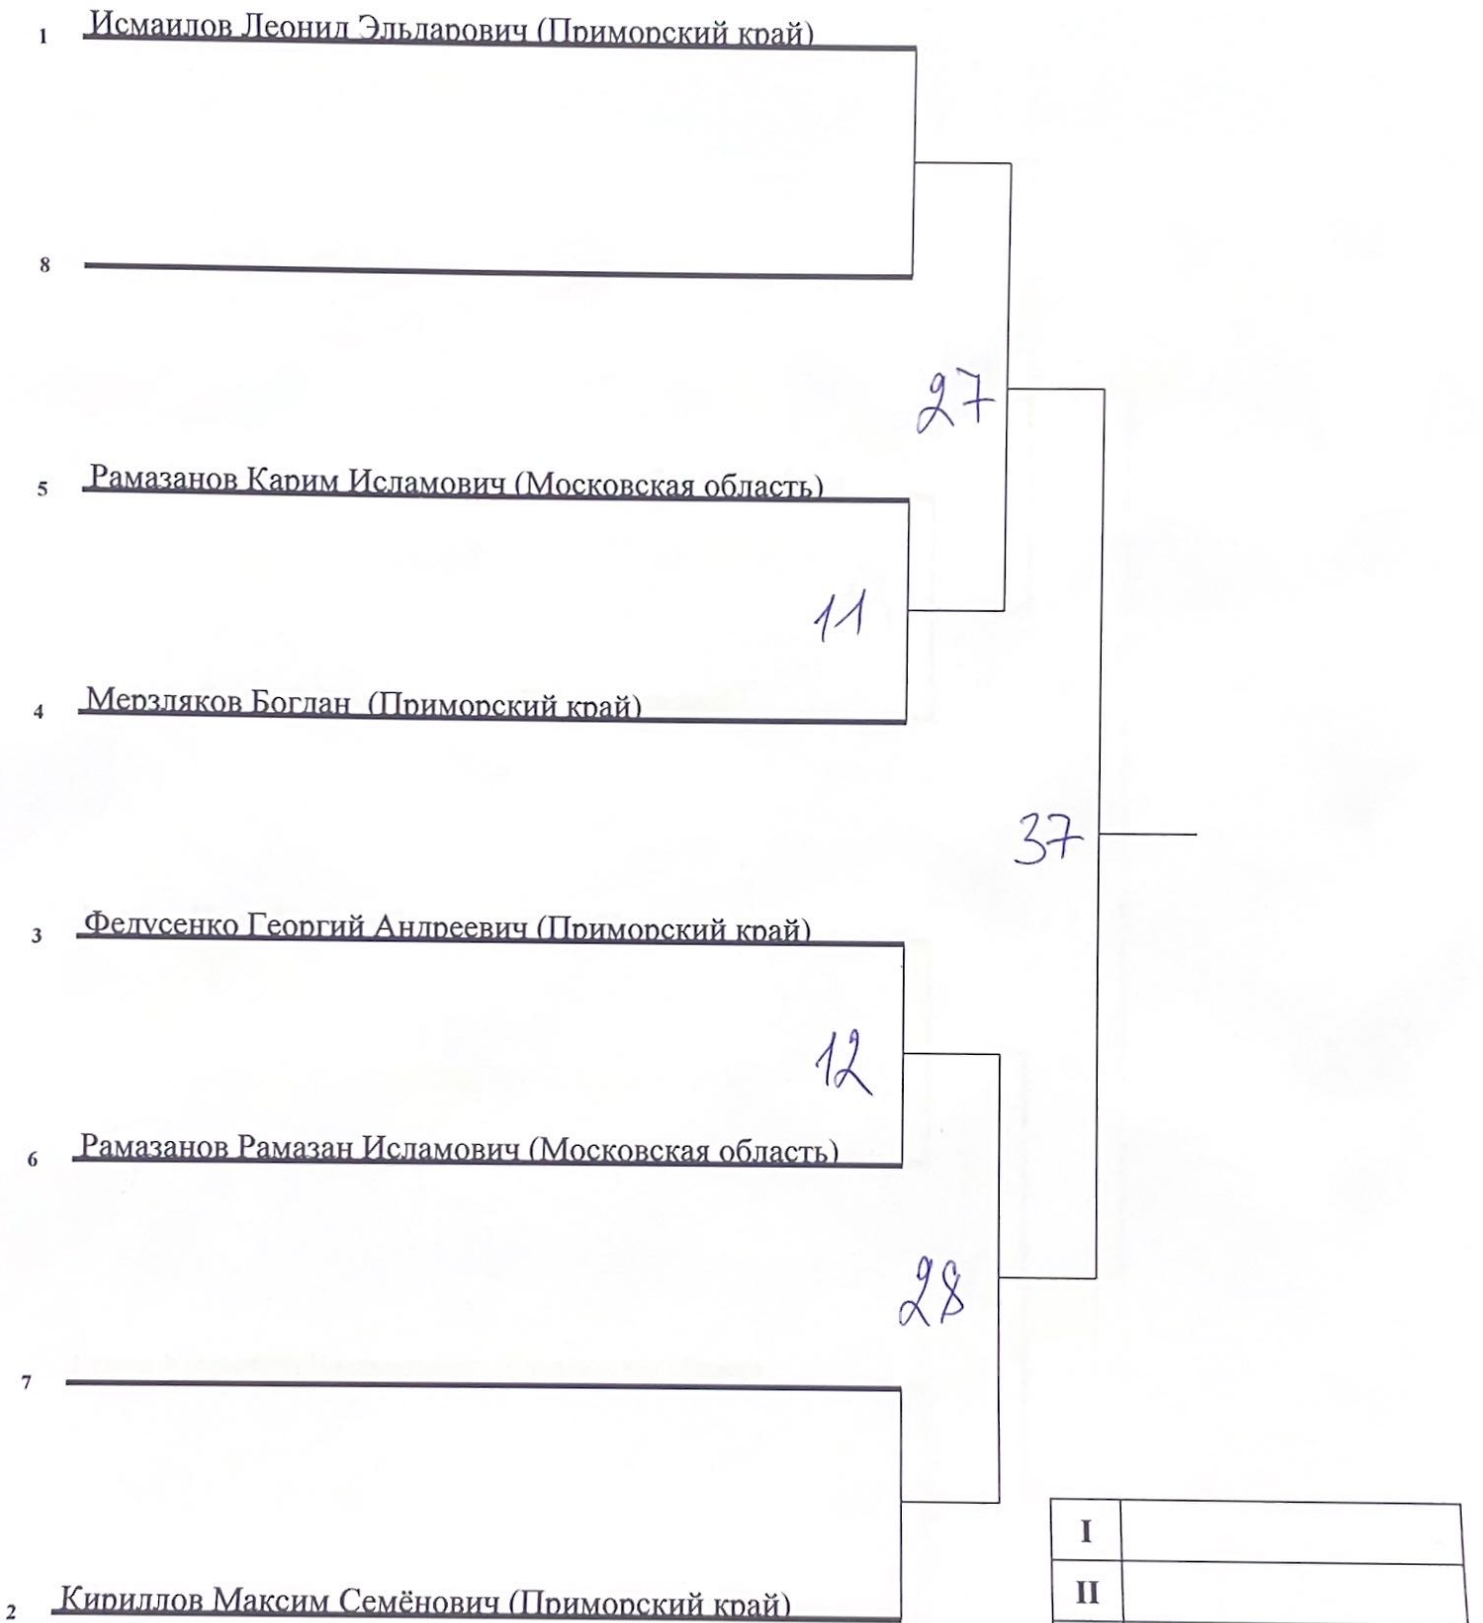 1 Исмаилов Леонид Эльдарович (Приморский край)
8
27
5 Рамазанов Карим Исламович (Московская область)
11
4 Мерзляков Богдан (Приморский край)
37
3 Федусенко Георгий Андреевич (Приморский край)
12
6 Рамазанов Рамазан Исламович (Московская область)
28
7
I
II
2 Кириллов Максим Семёнович (Приморский край)